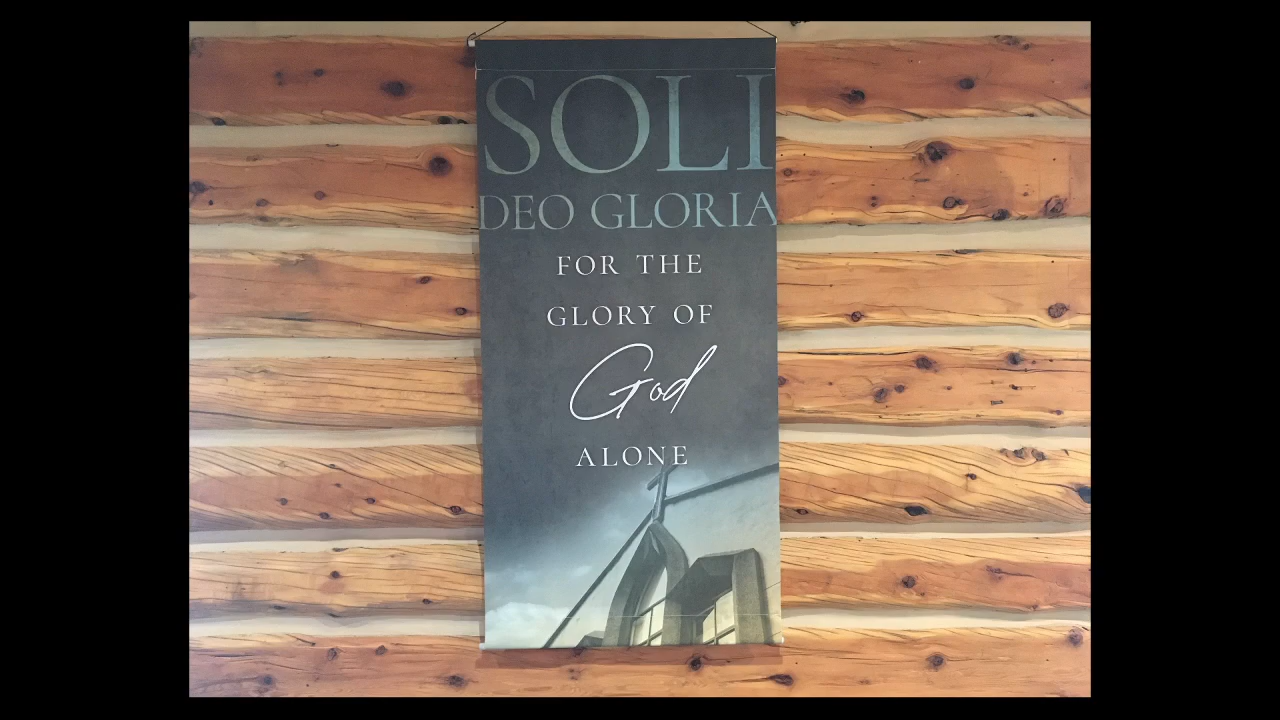 SOLI
DEO GLORIA
FOR THE
GLORY OF
God
ALONE